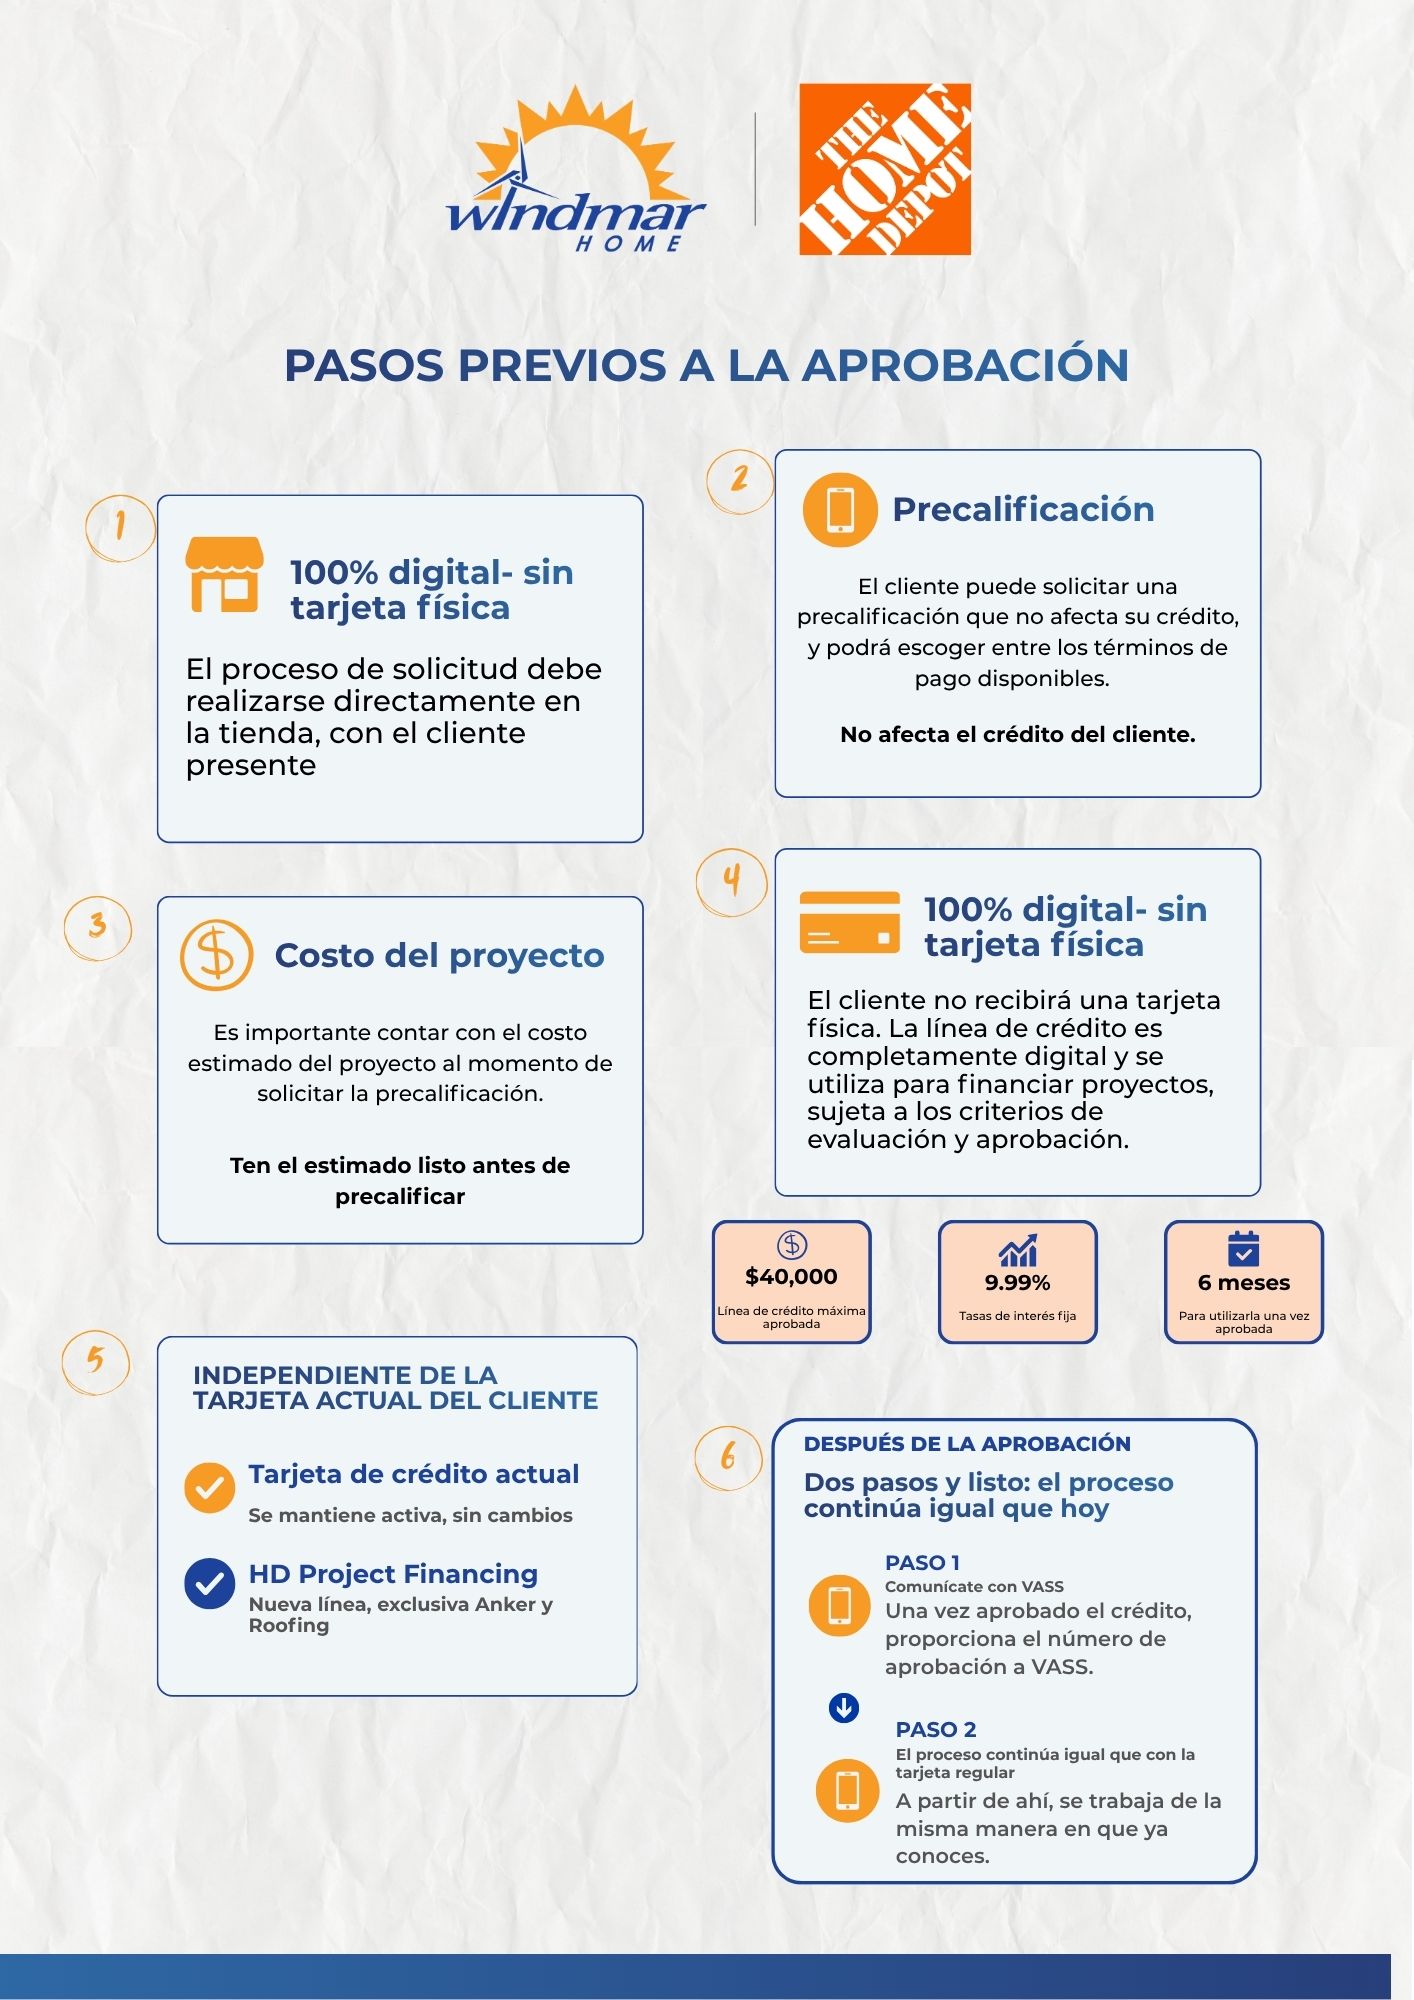 windmar
HOME
THE
HOME
DEPOT
PASOS PREVIOS A LA APROBACIÓN
1
100% digital- sin
tarjeta física
El proceso de solicitud debe
realizarse directamente en
la tienda, con el cliente
presente
2
Precalificación
El cliente puede solicitar una
precalificación que no afecta su crédito,
y podrá escoger entre los términos de
pago disponibles.
No afecta el crédito del cliente.
3
Costo del proyecto
Es importante contar con el costo
estimado del proyecto al momento de
solicitar la precalificación.
Ten el estimado listo antes de
precalificar
4
100% digital- sin
tarjeta física
El cliente no recibirá una tarjeta
física. La línea de crédito es
completamente digital y se
utiliza para financiar proyectos,
sujeta a los criterios de
evaluación y aprobación.
$40,000
Línea de crédito máxima
aprobada
9.99%
Tasas de interés fija
6 meses
Para utilizarla una vez
aprobada
5
INDEPENDIENTE DE LA
TARJETA ACTUAL DEL CLIENTE
Tarjeta de crédito actual
Se mantiene activa, sin cambios
HD Project Financing
Nueva línea, exclusiva Anker y
Roofing
6
DESPUÉS DE LA APROBACIÓN
Dos pasos y listo: el proceso
continúa igual que hoy
PASO 1
Comunícate con VASS
Una vez aprobado el crédito,
proporciona el número de
aprobación a VASS.
PASO 2
El proceso continúa igual que con la
tarjeta regular
A partir de ahí, se trabaja de la
misma manera en que ya
conoces.